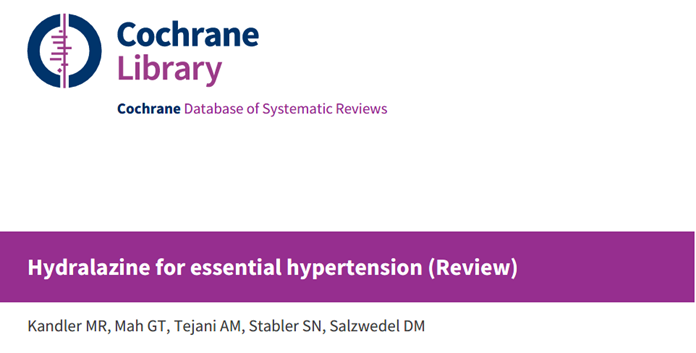 Cochrane
Library
Cochrane Database of Systematic Reviews
Hydralazine for essential hypertension (Review)
Kandler MR, Mah GT, Tejani AM, Stabler SN, Salzwedel DM